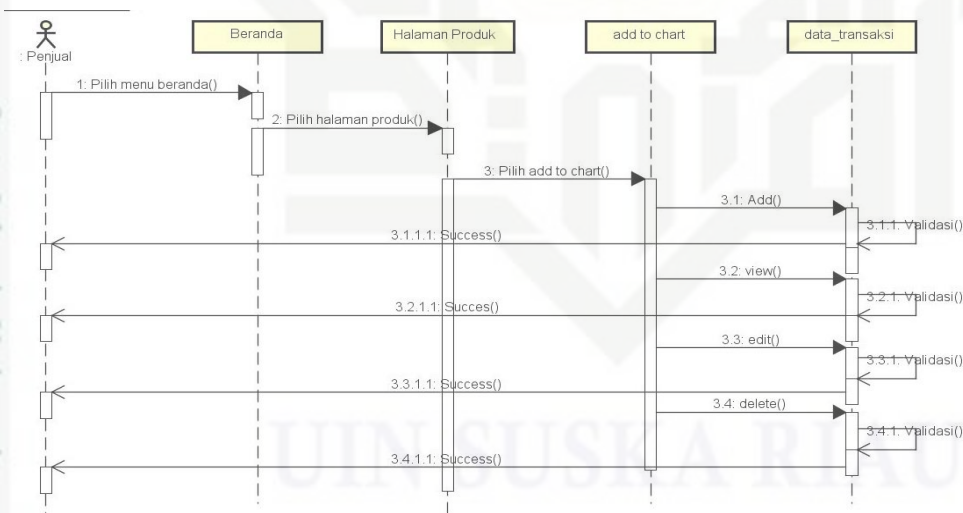 : Penjual
Beranda
Halaman Produk
add to chart
data_transaksi
1: Pilih menu beranda()
2: Pilih halaman produk()
3: Pilih add to chart()
3.1: Add()
3.1.1: Validasi()
3.1.1.1: Success()
3.2: view()
3.2.1: Validasi()
3.2.1.1: Succes()
3.3: edit()
3.3.1: Validasi()
3.3.1.1: Success()
3.4: delete()
3.4.1: Validasi()
3.4.1.1: Success()
UIN SUSKA RIAU